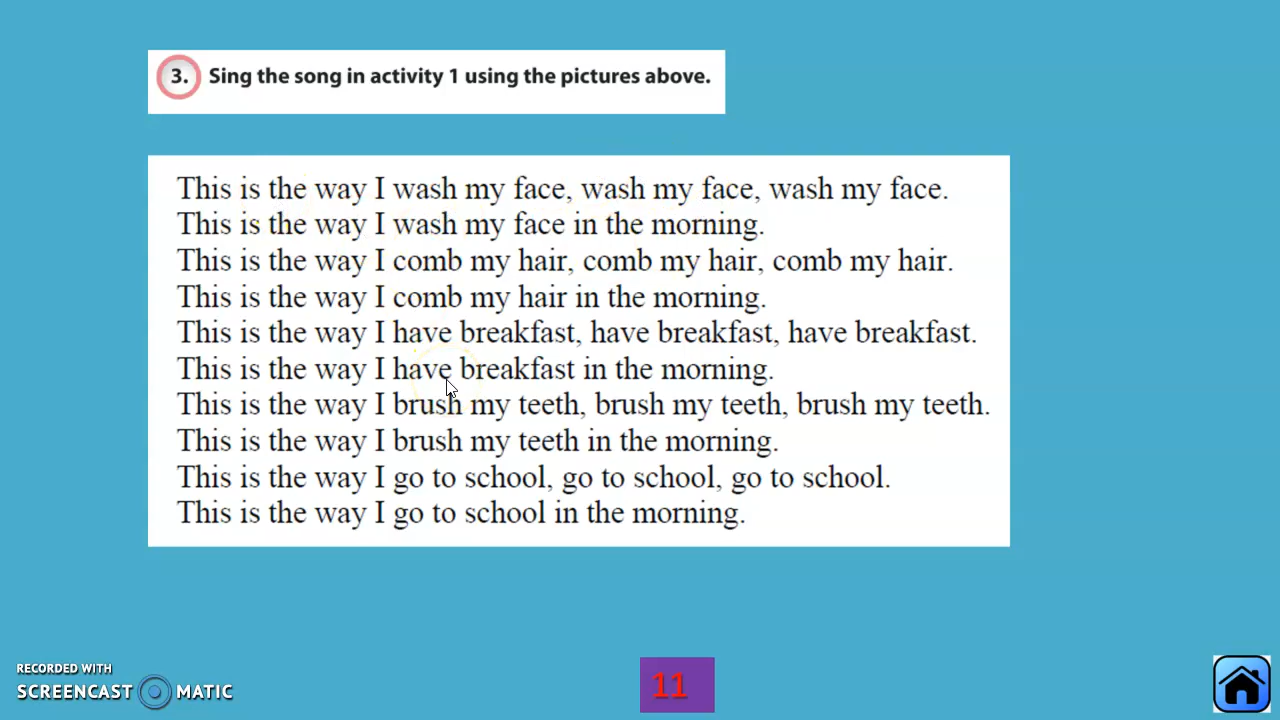 3. Sing the song in activity 1 using the pictures above.
This is the way I wash my face, wash my face, wash my face.
This is the way I wash my face in the morning.
This is the way I comb my hair, comb my hair, comb my hair.
This is the way I comb my hair in the morning.
This is the way I have breakfast, have breakfast, have breakfast.
This is the way I have breakfast in the morning.
This is the way I brush my teeth, brush my teeth, brush my teeth.
This is the way I brush my teeth in the morning.
This is the way I go to school, go to school, go to school.
This is the way I go to school in the morning.
RECORDED WITH
SCREENCAST MATIC
11